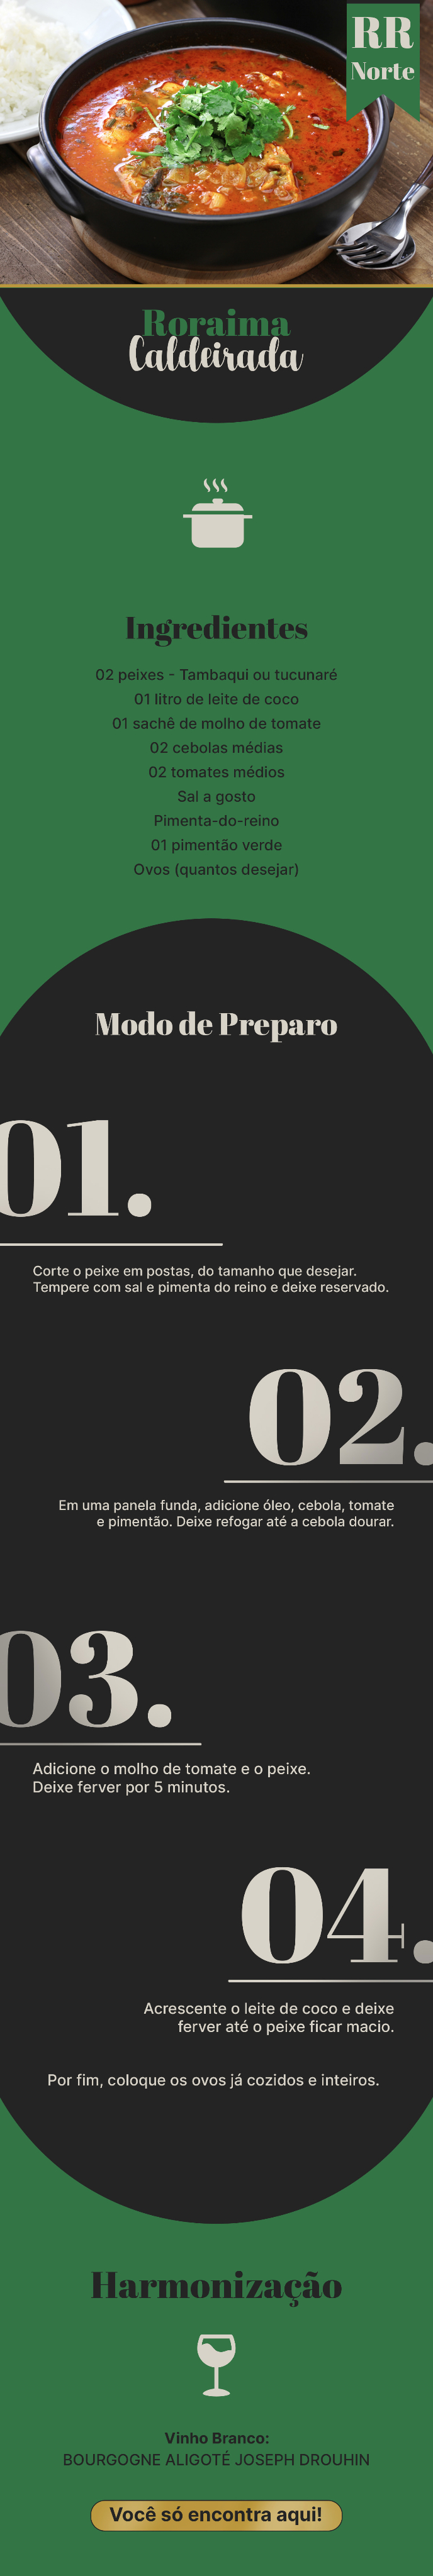 RR
Norte
Roraima
Caldeirada
Ingredientes
02 peixes - Tambaqui ou tucunaré
01 litro de leite de coco
01 sachê de molho de tomate
02 cebolas médias
02 tomates médios
Sal a gosto
Pimenta-do-reino
01 pimentão verde
Ovos (quantos desejar)
Modo de Preparo
01.
Corte o peixe em postas, do tamanho que desejar.
Tempere com sal e pimenta do reino e deixe reservado.
02.
Em uma panela funda, adicione óleo, cebola, tomate
e pimentão. Deixe refogar até a cebola dourar.
03.
Adicione o molho de tomate e o peixe.
Deixe ferver por 5 minutos.
04.
Acrescente o leite de coco e deixe
ferver até o peixe ficar macio.
Por fim, coloque os ovos já cozidos e inteiros.
Harmonização
Vinho Branco:
BOURGOGNE ALIGOTÉ JOSEPH DROUHIN
Você só encontra aqui!